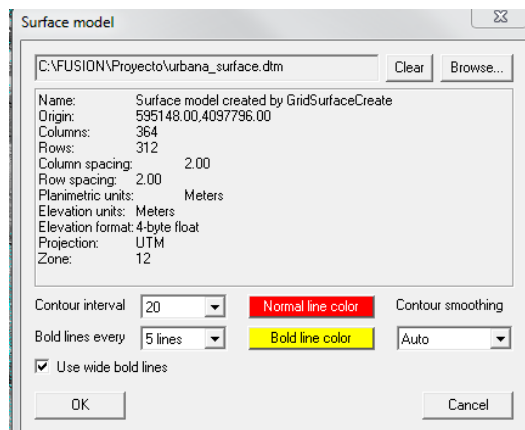 Surface model
C:\FUSION\Proyecto\urbana_surface.dtm Clear Browse...
Name: Surface model created by GridSurfaceCreate
Origin: 595148.00,4097796.00
Columns: 364
Rows: 312
Column spacing: 2.00
Row spacing: 2.00
Planimetric units: Meters
Elevation units: Meters
Elevation format: 4-byte float
Projection: UTM
Zone: 12
Contour interval 20 Normal line color Contour smoothing
Bold lines every 5 lines Bold line color Auto
Use wide bold lines
OK Cancel